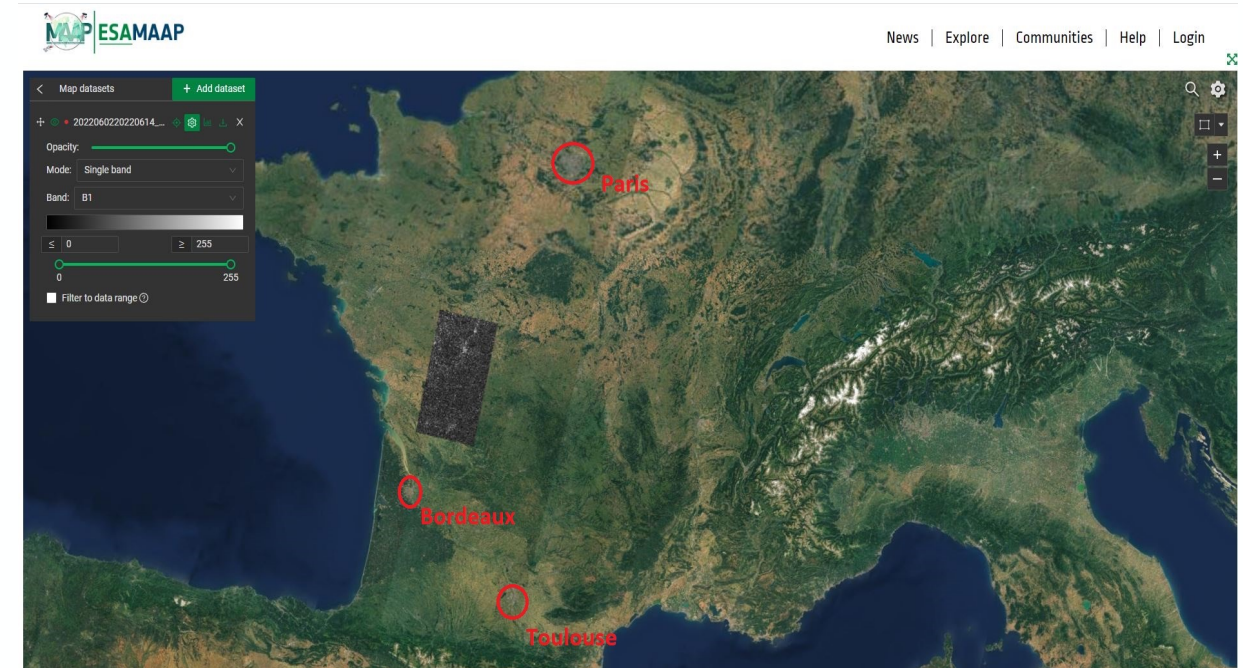 MAAP ESAMAAP
News | Explore | Communities | Help | Login
Map datasets + Add dataset
2022060220220614_... X
Opacity:
Mode: Single band
Band: B1
≤ 0 ≥ 255
0 255
Filter to data range
Paris
Bordeaux
Toulouse